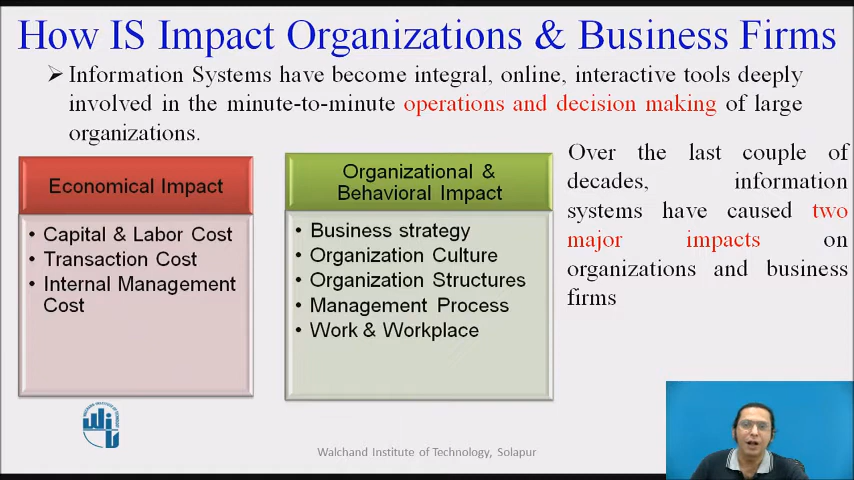 How IS Impact Organizations & Business Firms
➢ Information Systems have become integral, online, interactive tools deeply
involved in the minute-to-minute operations and decision making of large
organizations.
Economical Impact
• Capital & Labor Cost
• Transaction Cost
• Internal Management
Cost
Organizational &
Behavioral Impact
• Business strategy
• Organization Culture
• Organization Structures
• Management Process
• Work & Workplace
Over the last couple of
decades, information
systems have caused two
major impacts on
organizations and business
firms
Walchand Institute of Technology, Solapur